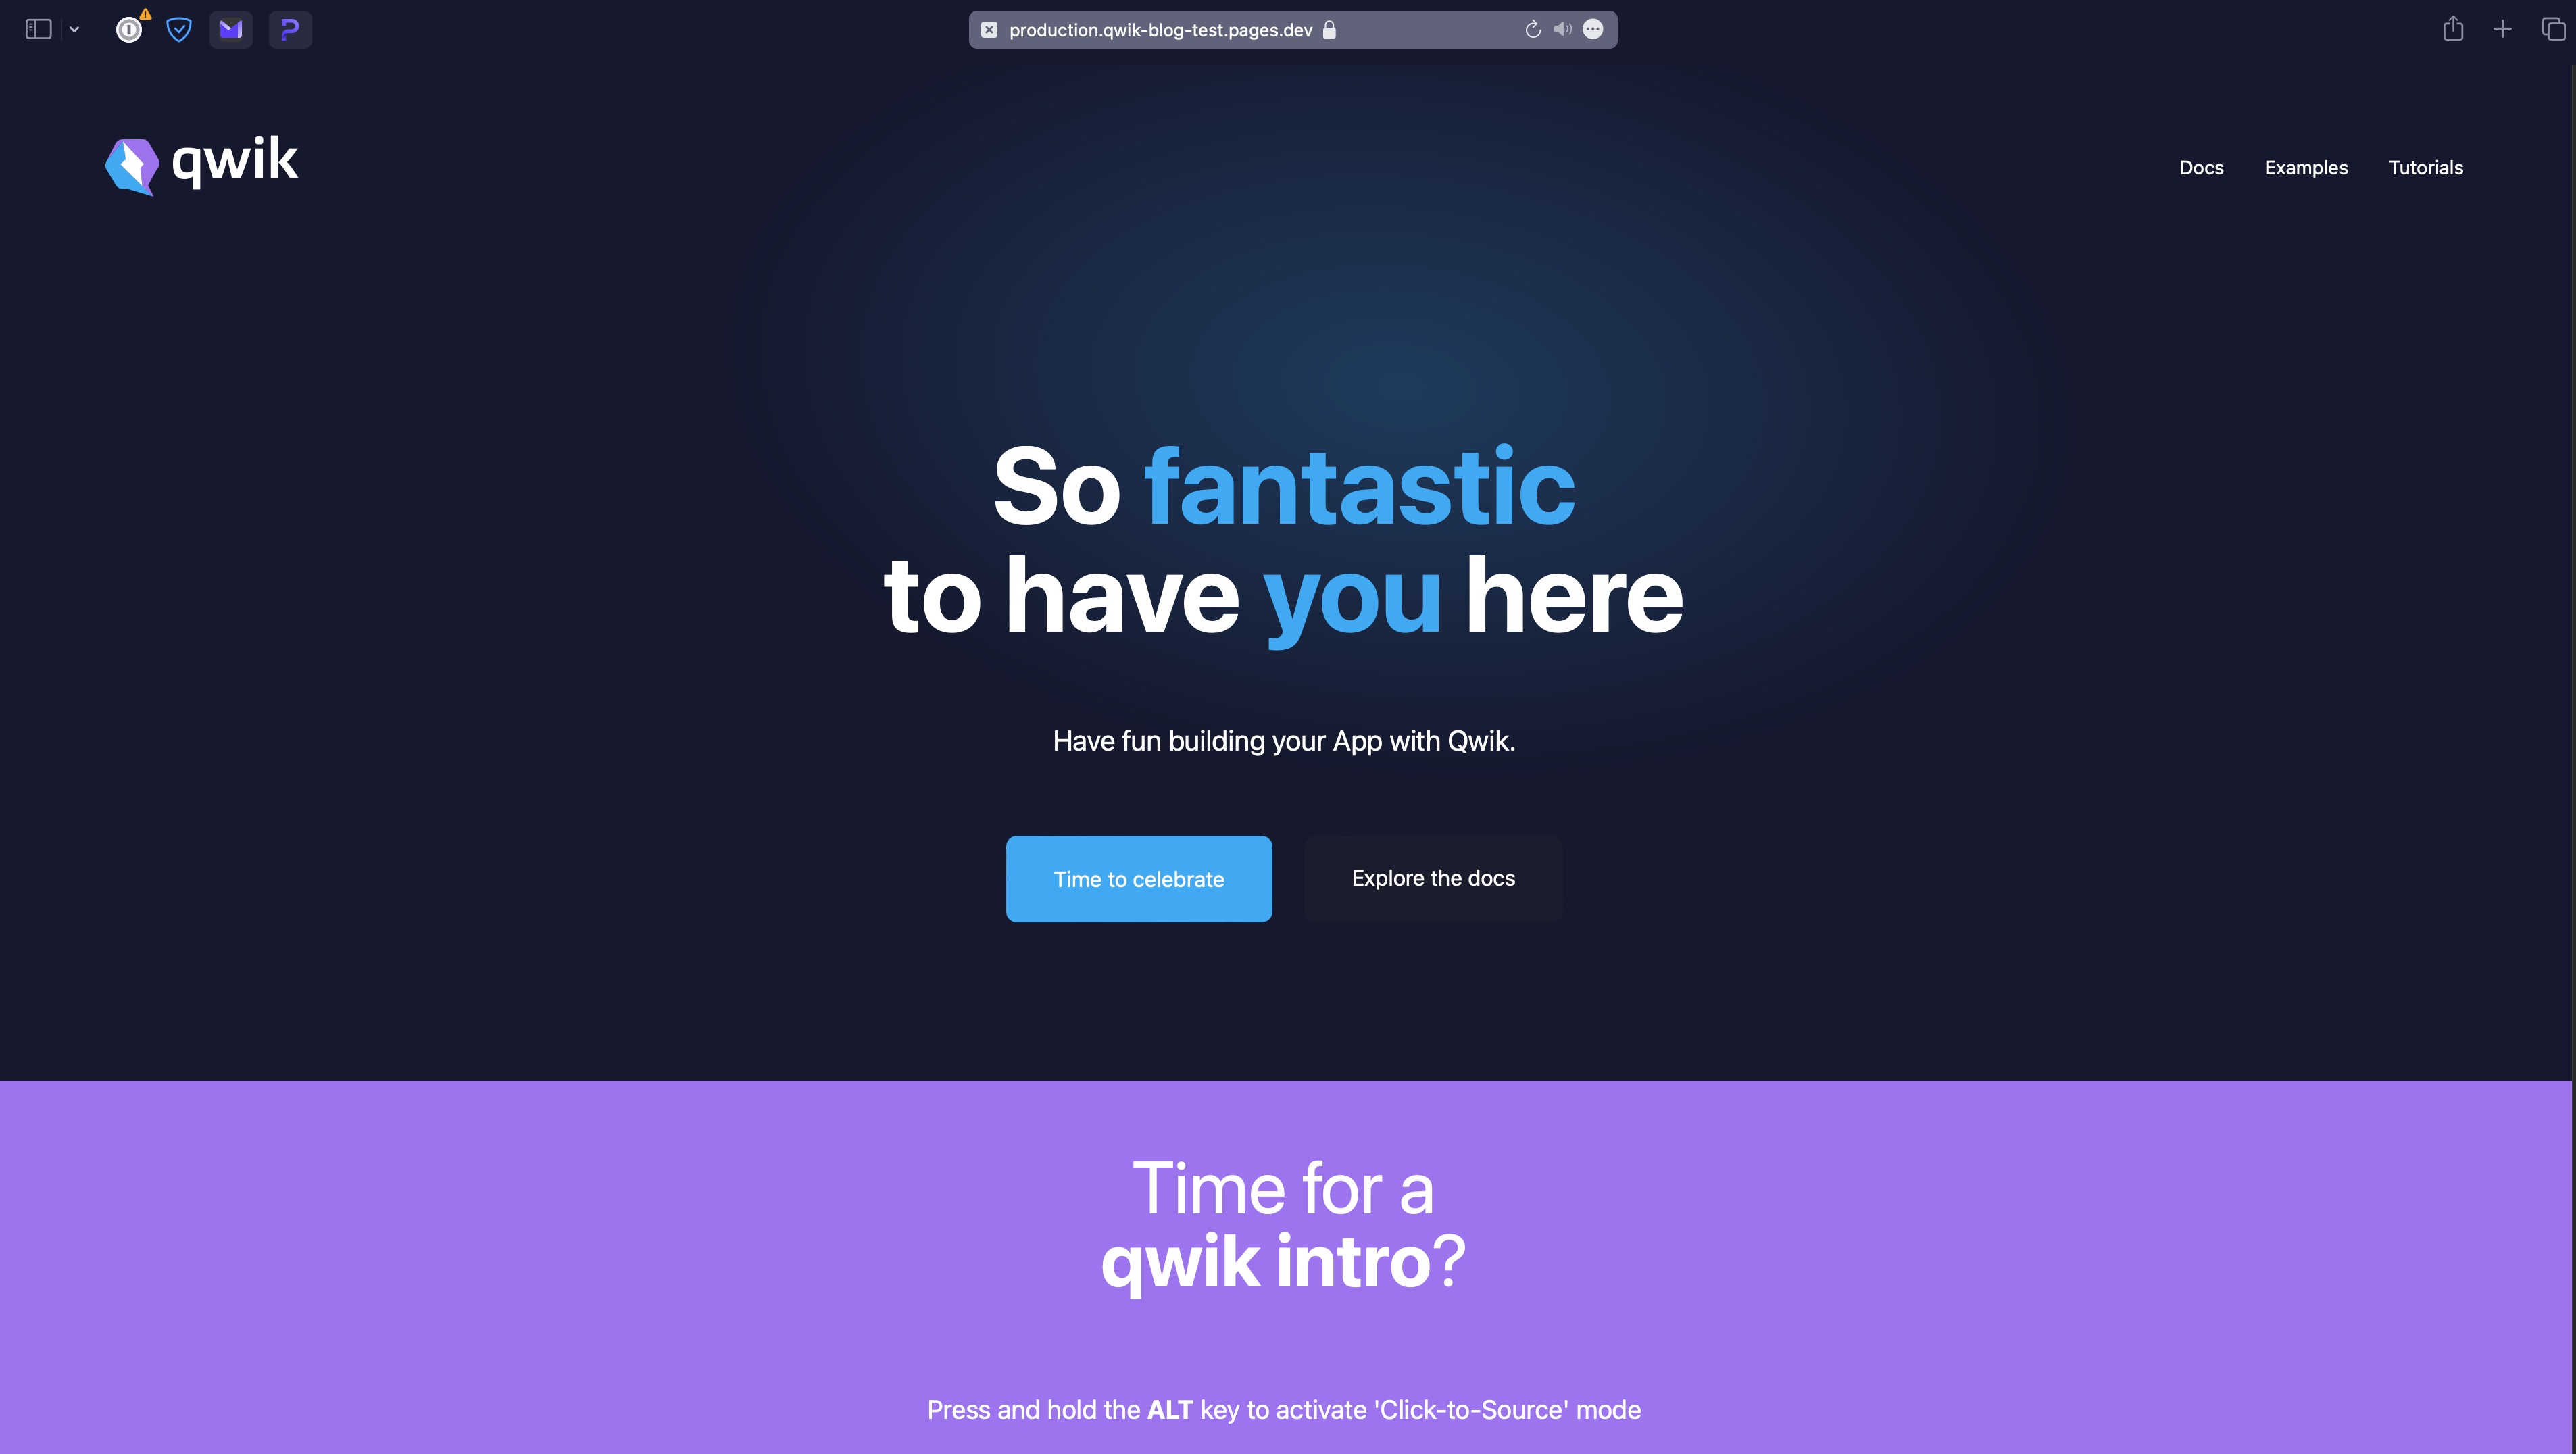 production.qwik-blog-test.pages.dev
qwik
Docs
Examples
Tutorials
So fantastic
to have you here
Have fun building your App with Qwik.
Time to celebrate
Explore the docs
Time for a
qwik intro?
Press and hold the ALT key to activate 'Click-to-Source' mode